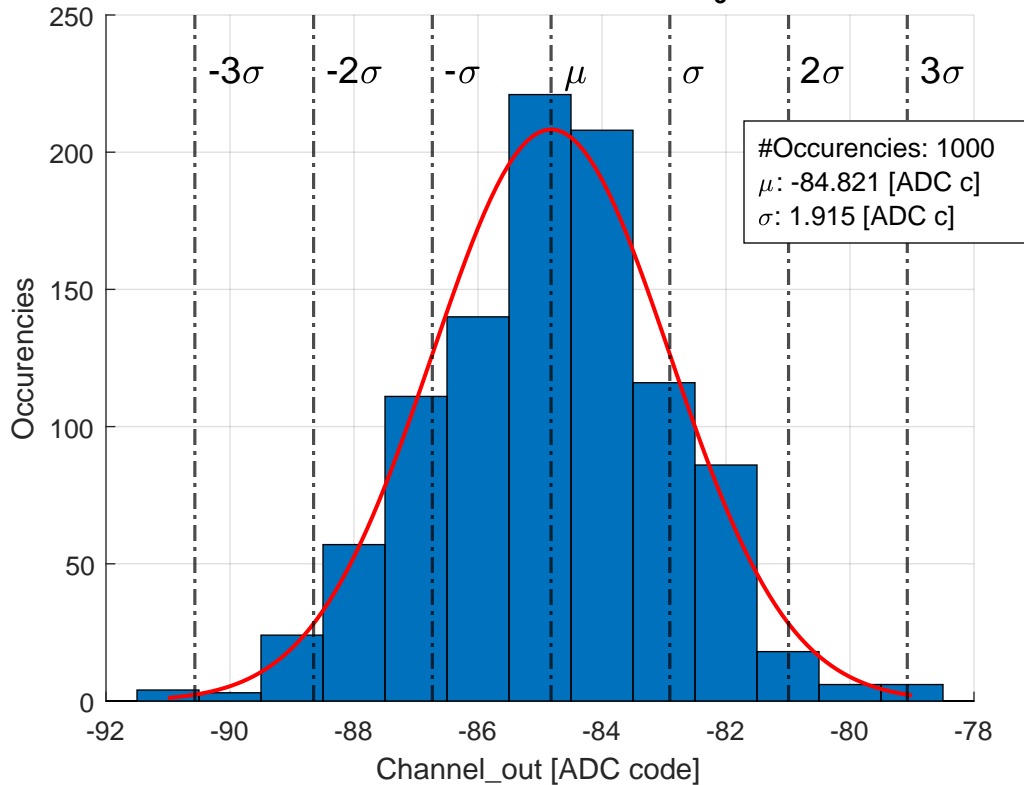 250
-3σ -2σ -σ μ σ 2σ 3σ
200
#Occurencies: 1000
μ: -84.821 [ADC c]
σ: 1.915 [ADC c]
150
Occurencies
100
50
0
-92 -90 -88 -86 -84 -82 -80 -78
Channel_out [ADC code]